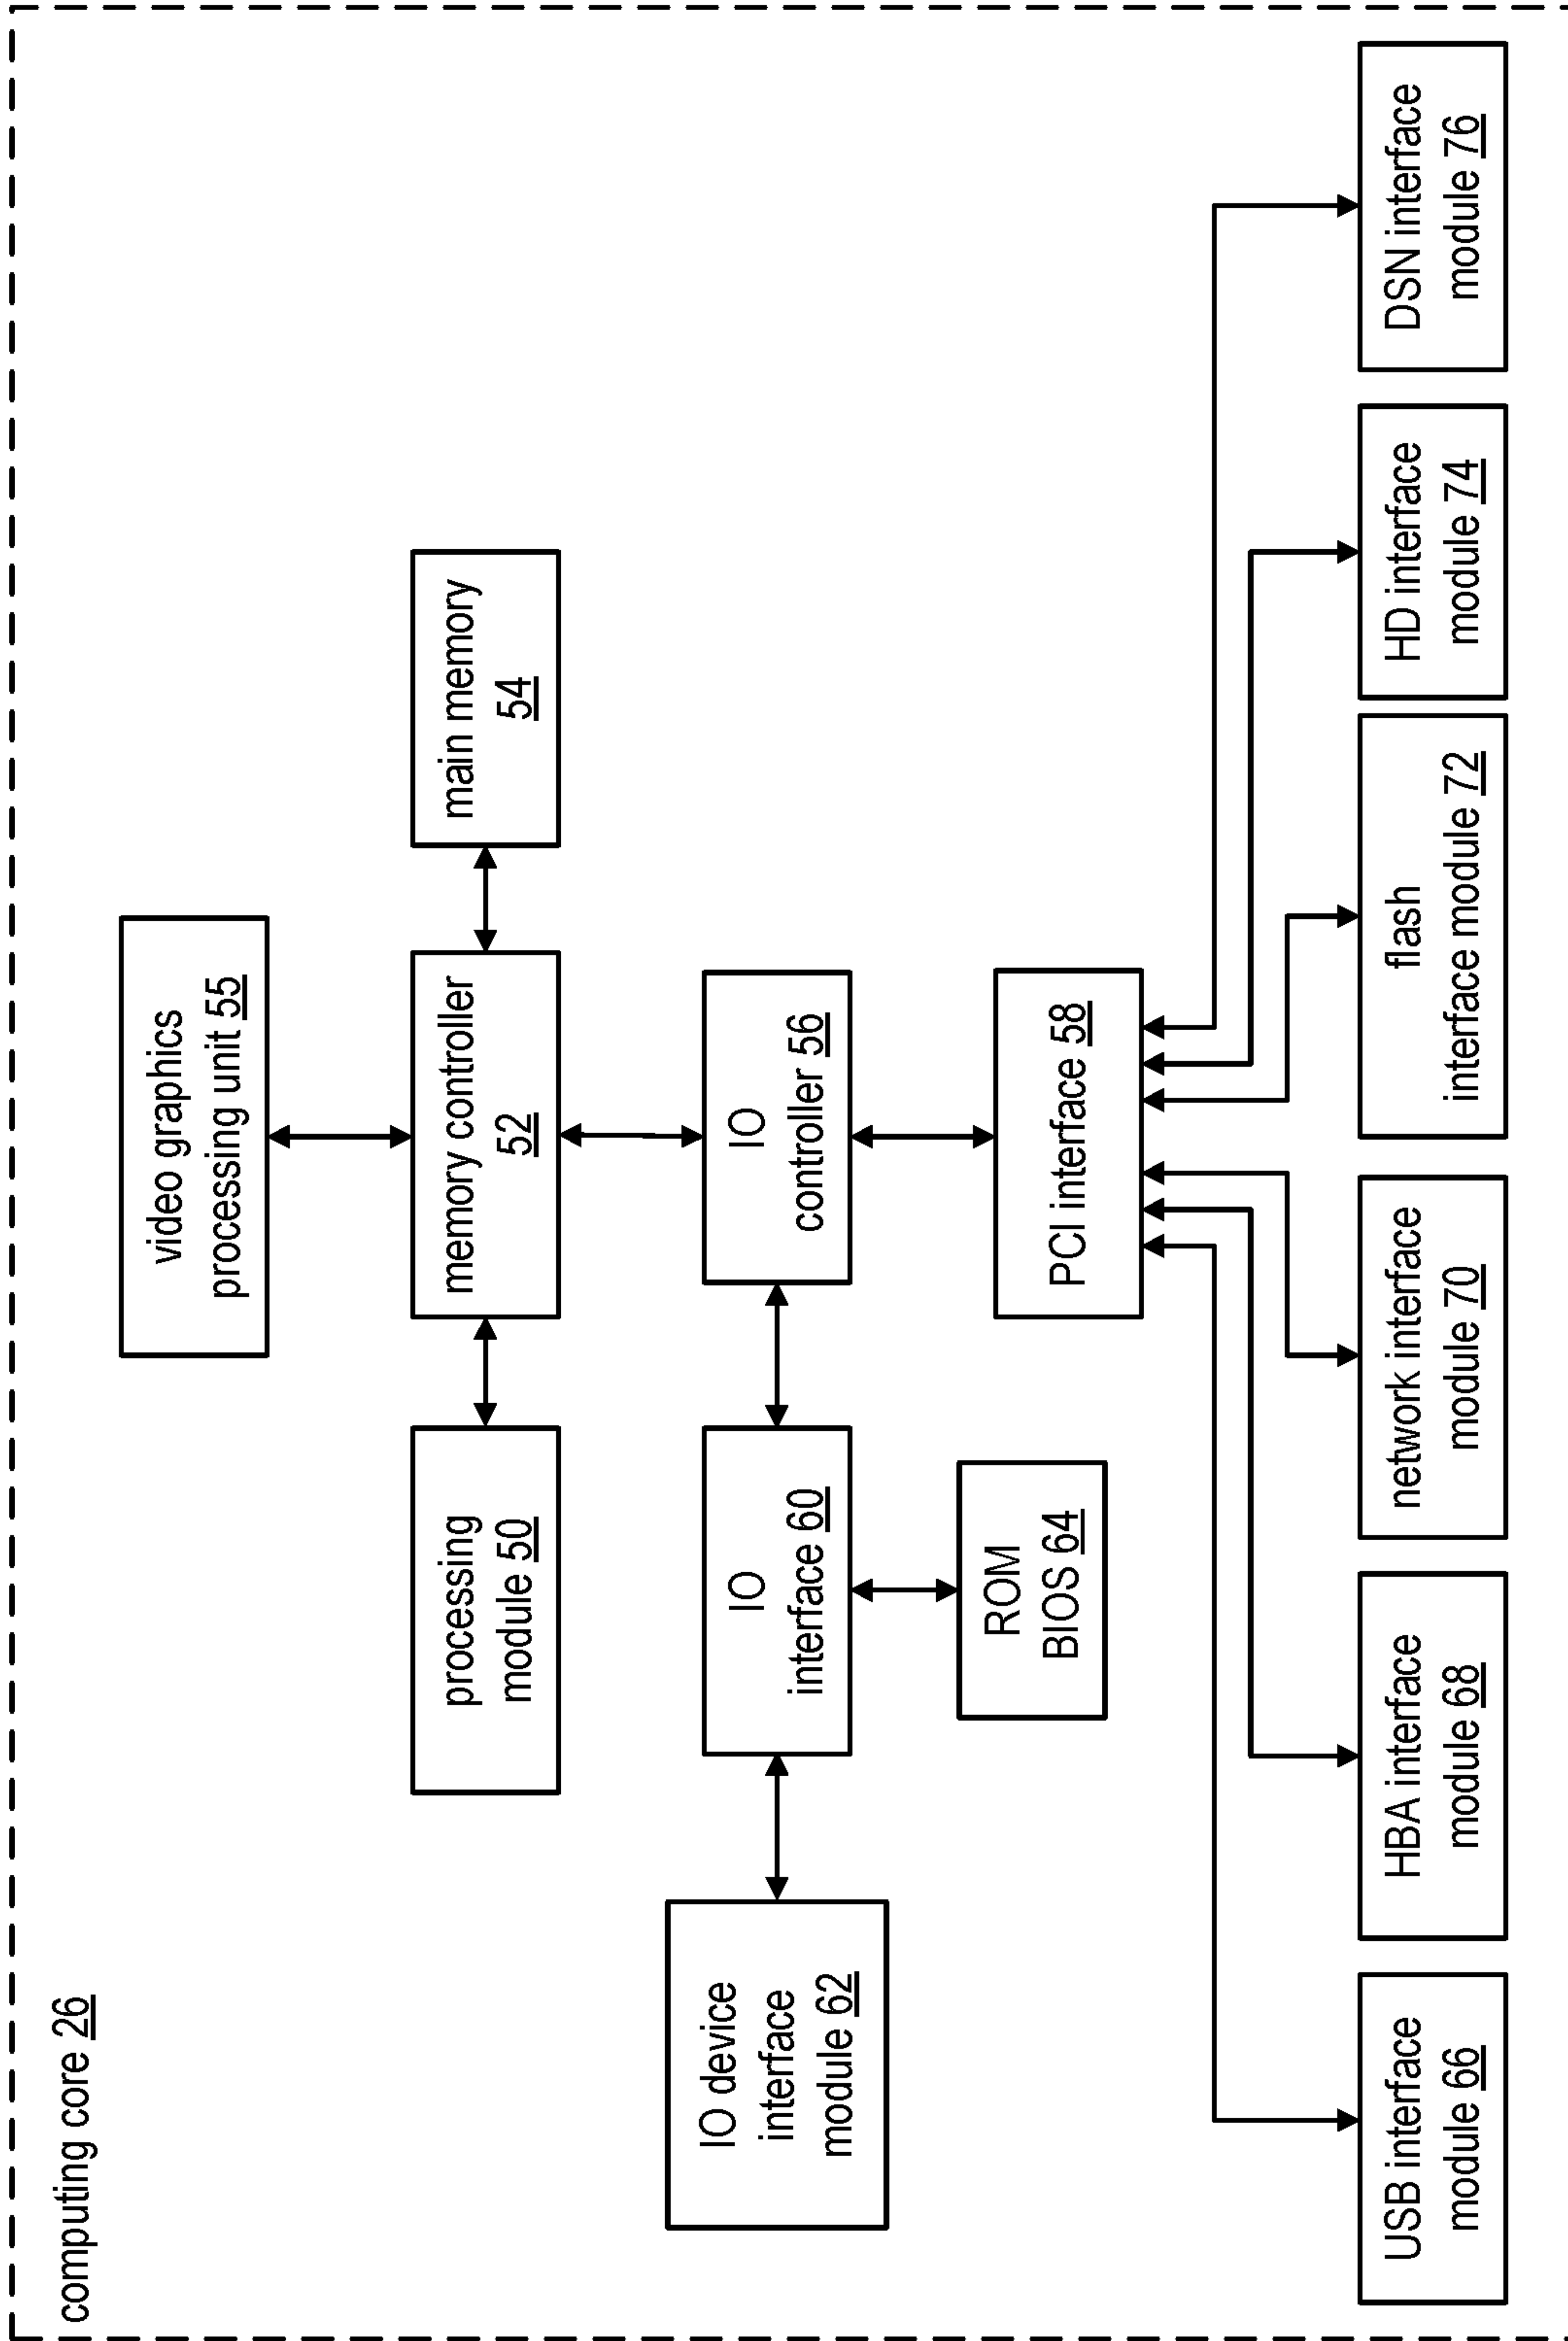 computing core 26
video graphics
processing unit 55
processing
module 50
memory controller
52
main memory
54
IO device
interface
module 62
IO
interface 60
IO
controller 56
ROM
BIOS 64
PCI interface 58
USB interface
module 66
HBA interface
module 68
network interface
module 70
flash
interface module 72
HD interface
module 74
DSN interface
module 76